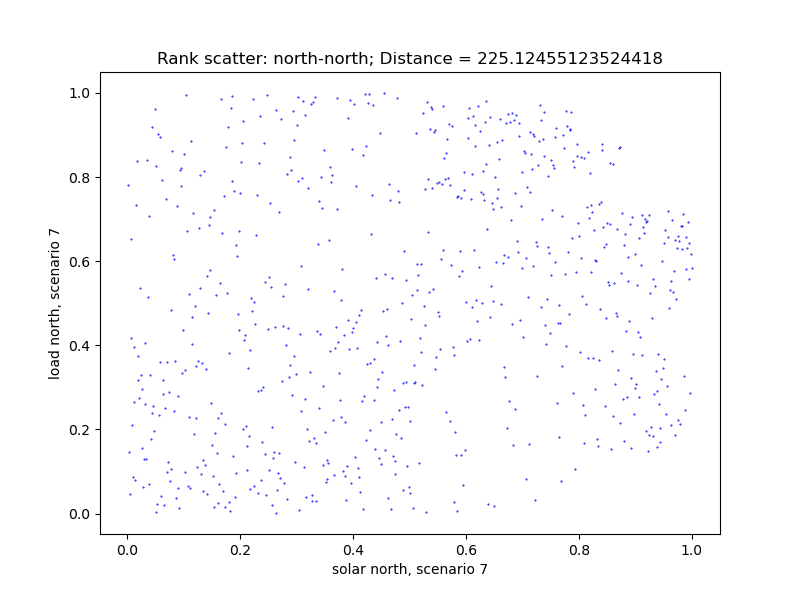 Rank scatter: north-north; Distance = 225.12455123524418
1.0
0.8
0.6
0.4
0.2
0.0
load north, scenario 7
0.0 0.2 0.4 0.6 0.8 1.0
solar north, scenario 7